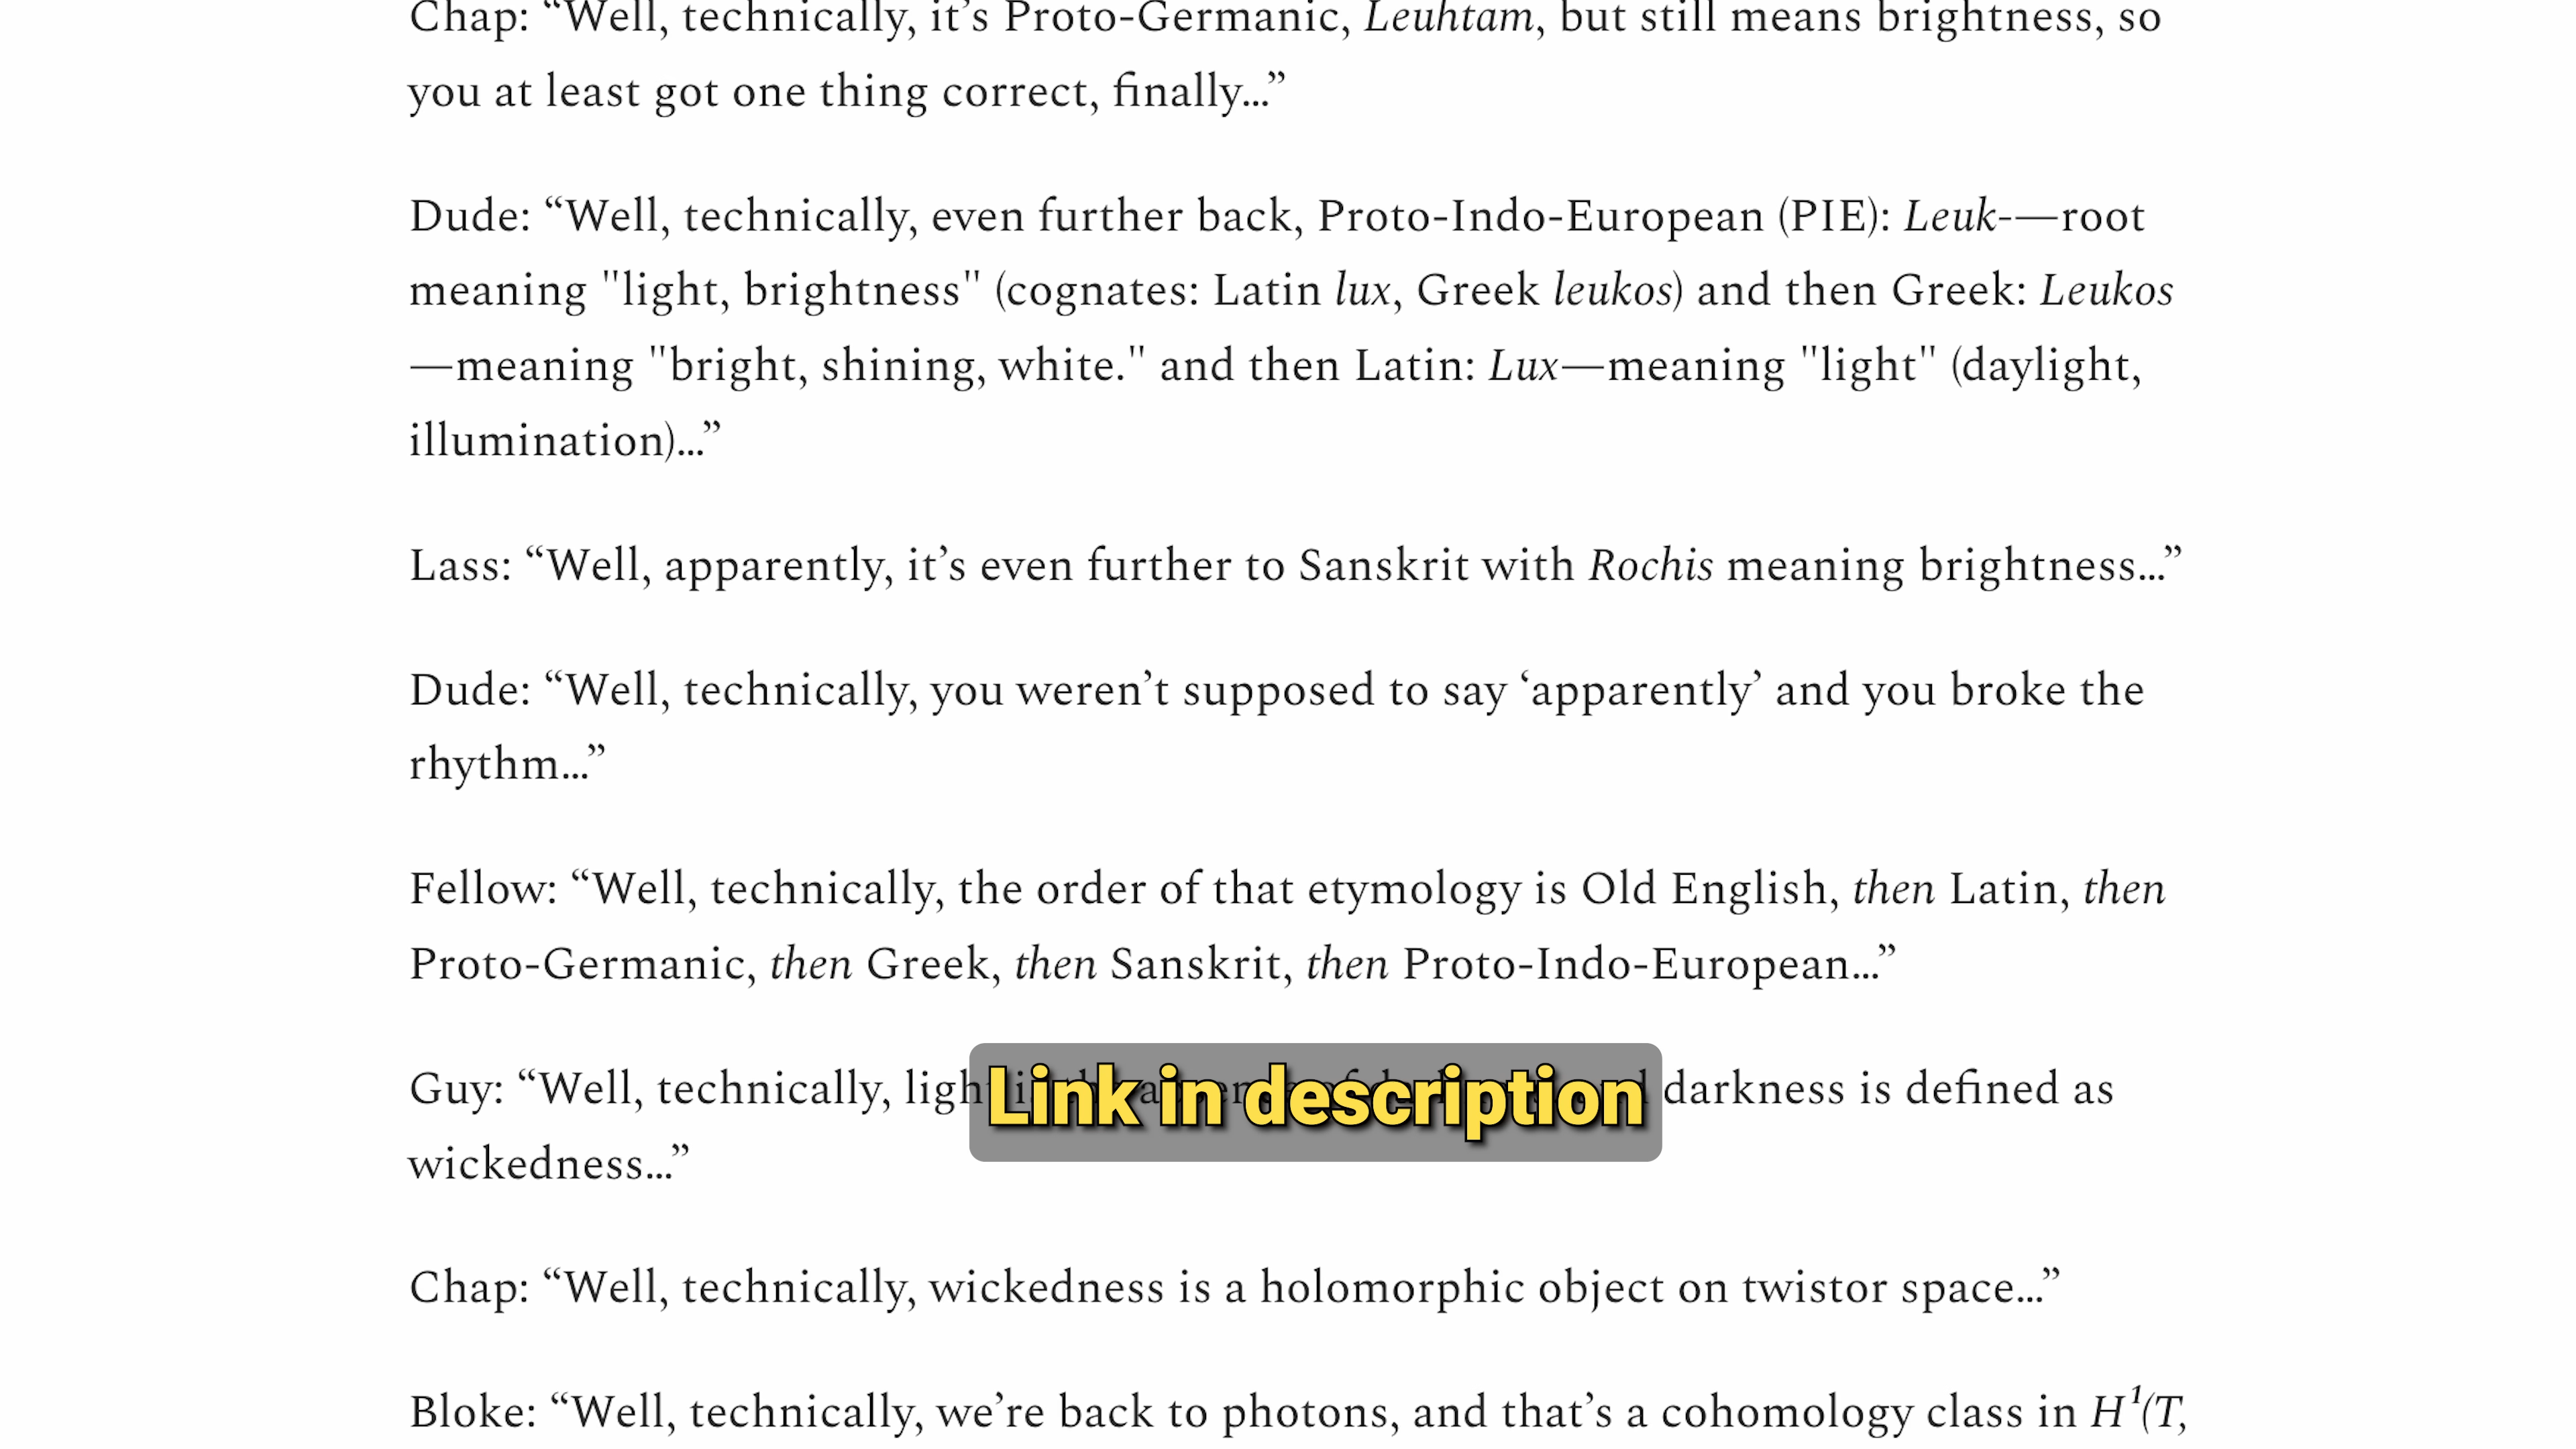 Chap: “Well, technically, it’s Proto-Germanic, Leuhtam, but still means brightness, so
you at least got one thing correct, finally...”
Dude: “Well, technically, even further back, Proto-Indo-European (PIE): Leuk-—root
meaning "light, brightness" (cognates: Latin lux, Greek leukos) and then Greek: Leukos
—meaning "bright, shining, white." and then Latin: Lux—meaning "light" (daylight,
illumination)...”
Lass: “Well, apparently, it’s even further to Sanskrit with Rochis meaning brightness...”
Dude: “Well, technically, you weren’t supposed to say ‘apparently’ and you broke the
rhythm...”
Fellow: “Well, technically, the order of that etymology is Old English, then Latin, then
Proto-Germanic, then Greek, then Sanskrit, then Proto-Indo-European...”
Guy: “Well, technically, darkness is defined as
Link in description
wickedness...”
Chap: “Well, technically, wickedness is a holomorphic object on twistor space...”
Bloke: “Well, technically, we’re back to photons, and that’s a cohomology class in H¹(T,